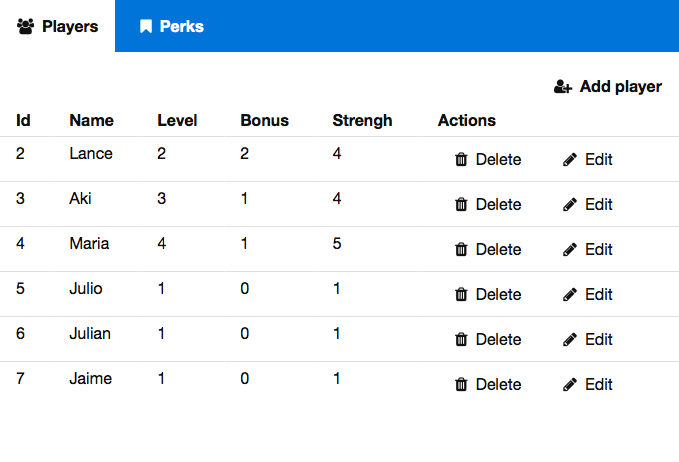 Players Perks
Add player
Id Name Level Bonus Strengh Actions
2 Lance 2 2 4 Delete Edit
3 Aki 3 1 4 Delete Edit
4 Maria 4 1 5 Delete Edit
5 Julio 1 0 1 Delete Edit
6 Julian 1 0 1 Delete Edit
7 Jaime 1 0 1 Delete Edit